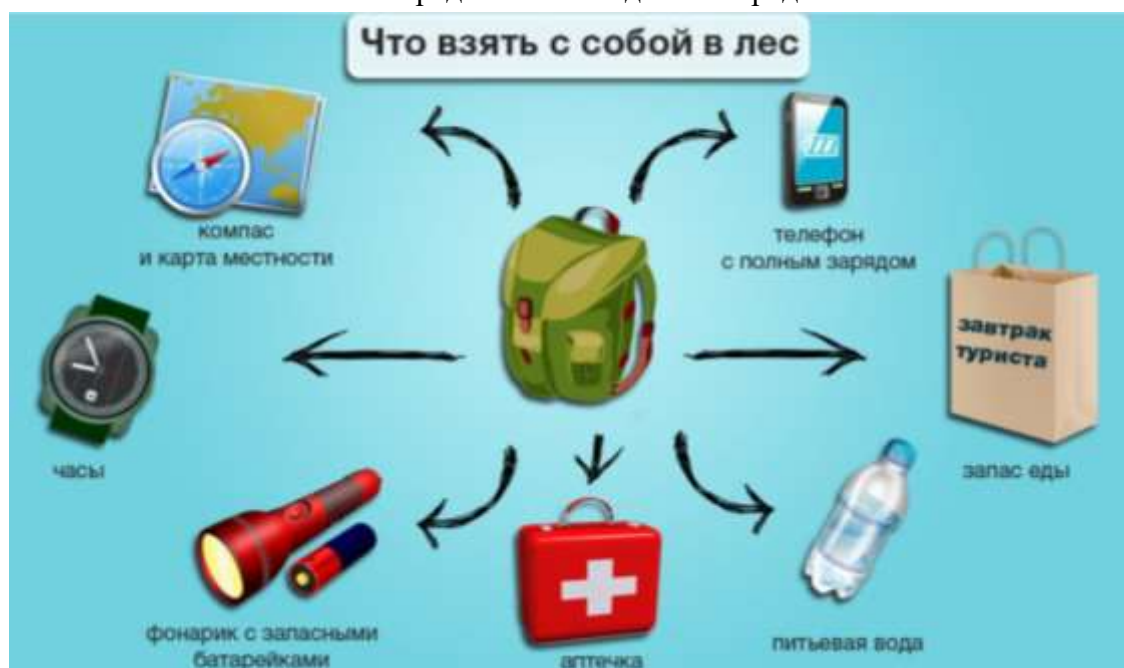 Что взять с собой в лес
компас
и карта местности
телефон
с полным зарядом
завтрак
туриста
часы
запас еды
фонарик с запасными
батарейками
аптечка
питьевая вода